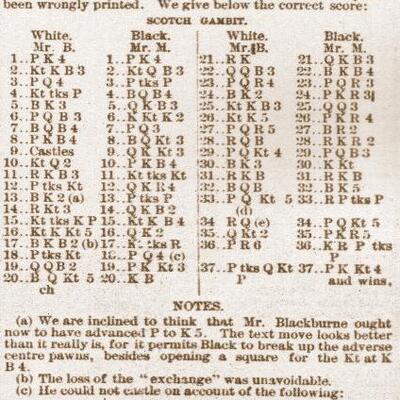 been wrongly printed. We give below the correct score:
SCOTCH GAMBIT.
White. Black.
Mr. B. Mr. M.
1..P K 4 1..P K 4
2..Kt K B 3 2..Kt Q B 3
3..P Q 4 3..P tks P
4..Kt tks P 4..B Q B 4
5..B K 3 5..Q K B 3
6..P Q B 3 6..K Kt K 2
7..B Q B 4 7..P Q 3
8..P K B 4 8..B Q Kt 3
9..Castles 9..Q K Kt 3
10..Kt Q 2 10..P K B 4
11..R K B 3 11..Kt tks Kt
12..P tks Kt 12..Q K R 4
13..B K 2 (a) 13..P tks P
14..R Kt 3 14..Q K B 2
15..Kt tks K P 15..Kt K B 4
16..Kt K Kt 5 16..Q K 2
17..B K B 2 (b) 17..Kt tks R
18..P tks Kt 18..P Q 4 (c)
19..Q Q B 2 19..P K Kt 3
20..B Q Kt 5 20..K B
ch
White. Black.
Mr. B. Mr. M.
21..R K 21..Q K B 3
22..Q Q B 3 22..B K B 4
23..P Q R 4 23..P Q R 3
24..B K 2 24..P K R 3
25..Kt K B 3 25..Q Q 3
26..Kt K 5 26..P K R 4
27..P Q R 5 27..B R 2
28..R Q B 28..R K R 2
29..P Q Kt 4 29..P Q B 3
30..B K 30..K Kt
31..R Q B 31..R K B
32..B Q B 32..B K 5
33..P Q Kt 5 33..R P tks P
(d)
34 R Q (e) 34..P Q Kt 5
35..Q Kt 2 35..P K R 5
36..P R 6 36..K R P tks
P
37..P tks Q Kt 37..P K Kt 4
P and wins,
NOTES.
(a) We are inclined to think that Mr. Blackburne ought
now to have advanced P to K 5. The text move looks better
than it really is, for it permits Black to break up the adverse
centre pawns, besides opening a square for the Kt at K
B 4.
(b) The loss of the "exchange" was unavoidable.
(c) He could not castle on account of the following: